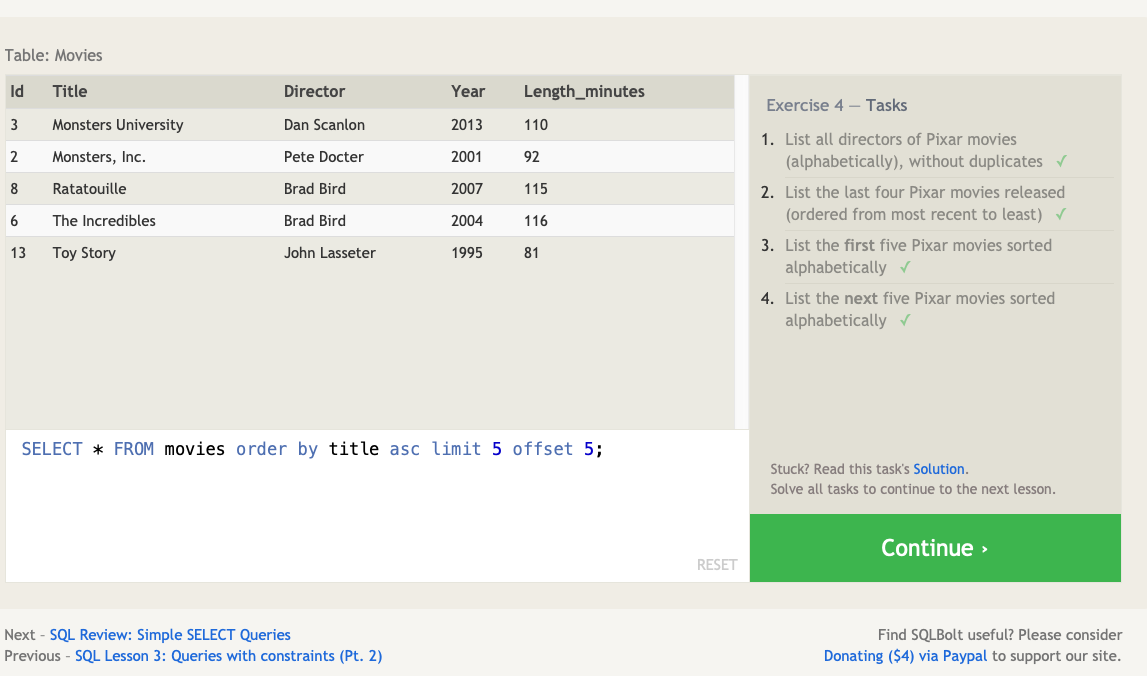 Table: Movies
Id Title Director Year Length_minutes
3 Monsters University Dan Scanlon 2013 110
2 Monsters, Inc. Pete Docter 2001 92
8 Ratatouille Brad Bird 2007 115
6 The Incredibles Brad Bird 2004 116
13 Toy Story John Lasseter 1995 81
SELECT * FROM movies order by title asc limit 5 offset 5;
RESET
Exercise 4 — Tasks
1. List all directors of Pixar movies
(alphabetically), without duplicates ✓
2. List the last four Pixar movies released
(ordered from most recent to least) ✓
3. List the first five Pixar movies sorted
alphabetically ✓
4. List the next five Pixar movies sorted
alphabetically ✓
Stuck? Read this task's Solution.
Solve all tasks to continue to the next lesson.
Continue ›
Next – SQL Review: Simple SELECT Queries
Previous – SQL Lesson 3: Queries with constraints (Pt. 2)
Find SQLBolt useful? Please consider
Donating ($4) via Paypal to support our site.